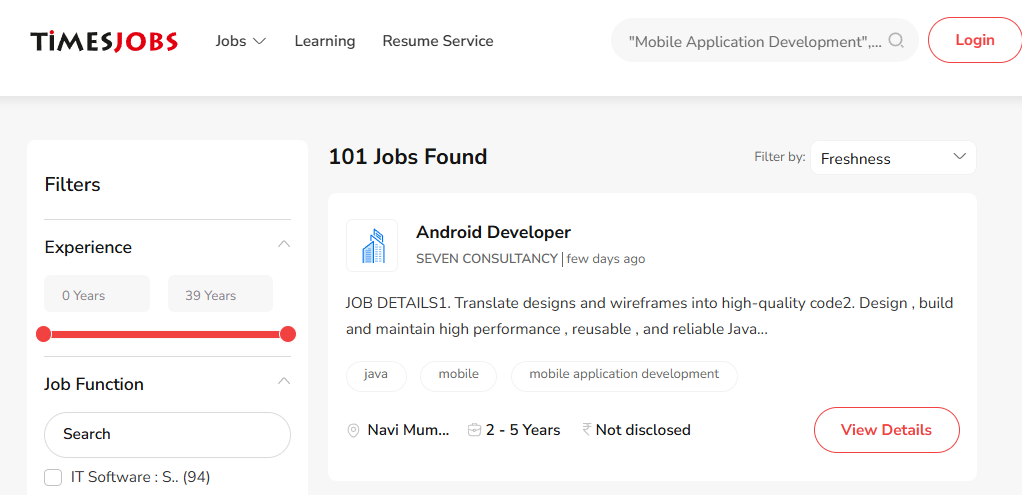 TiMESJOBS
Jobs
Learning
Resume Service
"Mobile Application Development",...
Login
Filters
Experience
0 Years
39 Years
Job Function
Search
IT Software : S.. (94)
101 Jobs Found
Filter by:
Freshness
Android Developer
SEVEN CONSULTANCY | few days ago
JOB DETAILS1. Translate designs and wireframes into high-quality code2. Design , build
and maintain high performance , reusable , and reliable Java...
java
mobile
mobile application development
Navi Mum...
2 - 5 Years
₹ Not disclosed
View Details